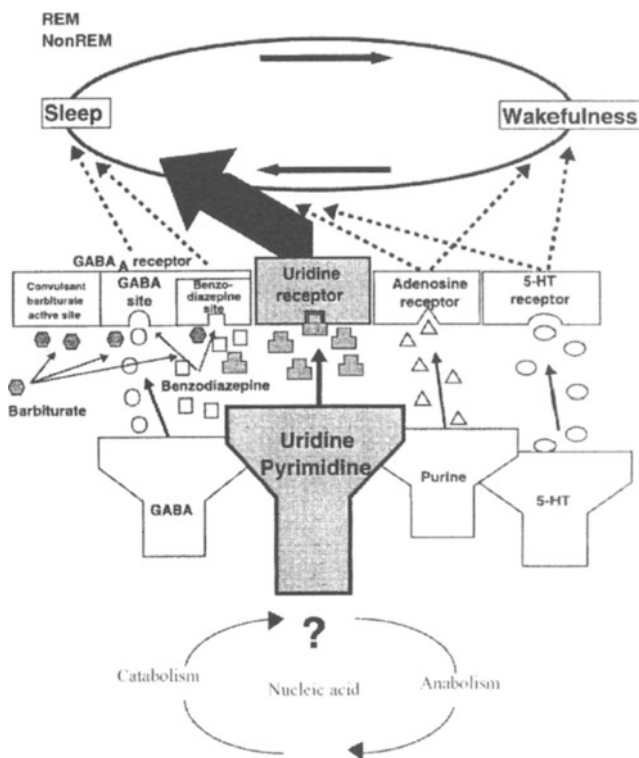 REM
NonREM
Sleep
Wakefulness
GABA A receptor
Convulsant
barbiturate
active site
GABA
site
Benzo-
diazepine
site
Uridine
receptor
Adenosine
receptor
5-HT
receptor
Benzodiazepine
Barbiturate
Uridine
Pyrimidine
GABA
Purine
5-HT
?
Catabolism
Nucleic acid
Anabolism